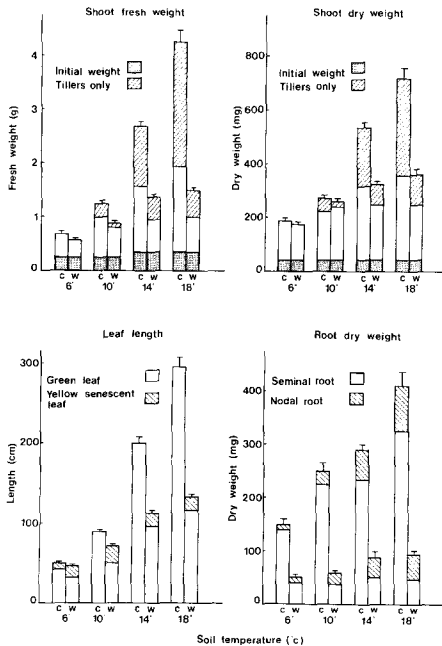 Shoot fresh weight
Initial weight
Tillers only
Fresh weight (g)
4
3
2
1
0
C W C W C W C W
6° 10° 14° 18°
Shoot dry weight
Initial weight
Tillers only
Dry weight (mg)
800
600
400
200
0
C W C W C W C W
6° 10° 14° 18°
Leaf length
Green leaf
Yellow senescent
leaf
Length (cm)
300
200
100
0
C W C W C W C W
6° 10° 14° 18°
Root dry weight
Seminal root
Nodal root
Dry weight (mg)
400
300
200
100
0
C W C W C W C W
6° 10° 14° 18°
Soil temperature (°c)